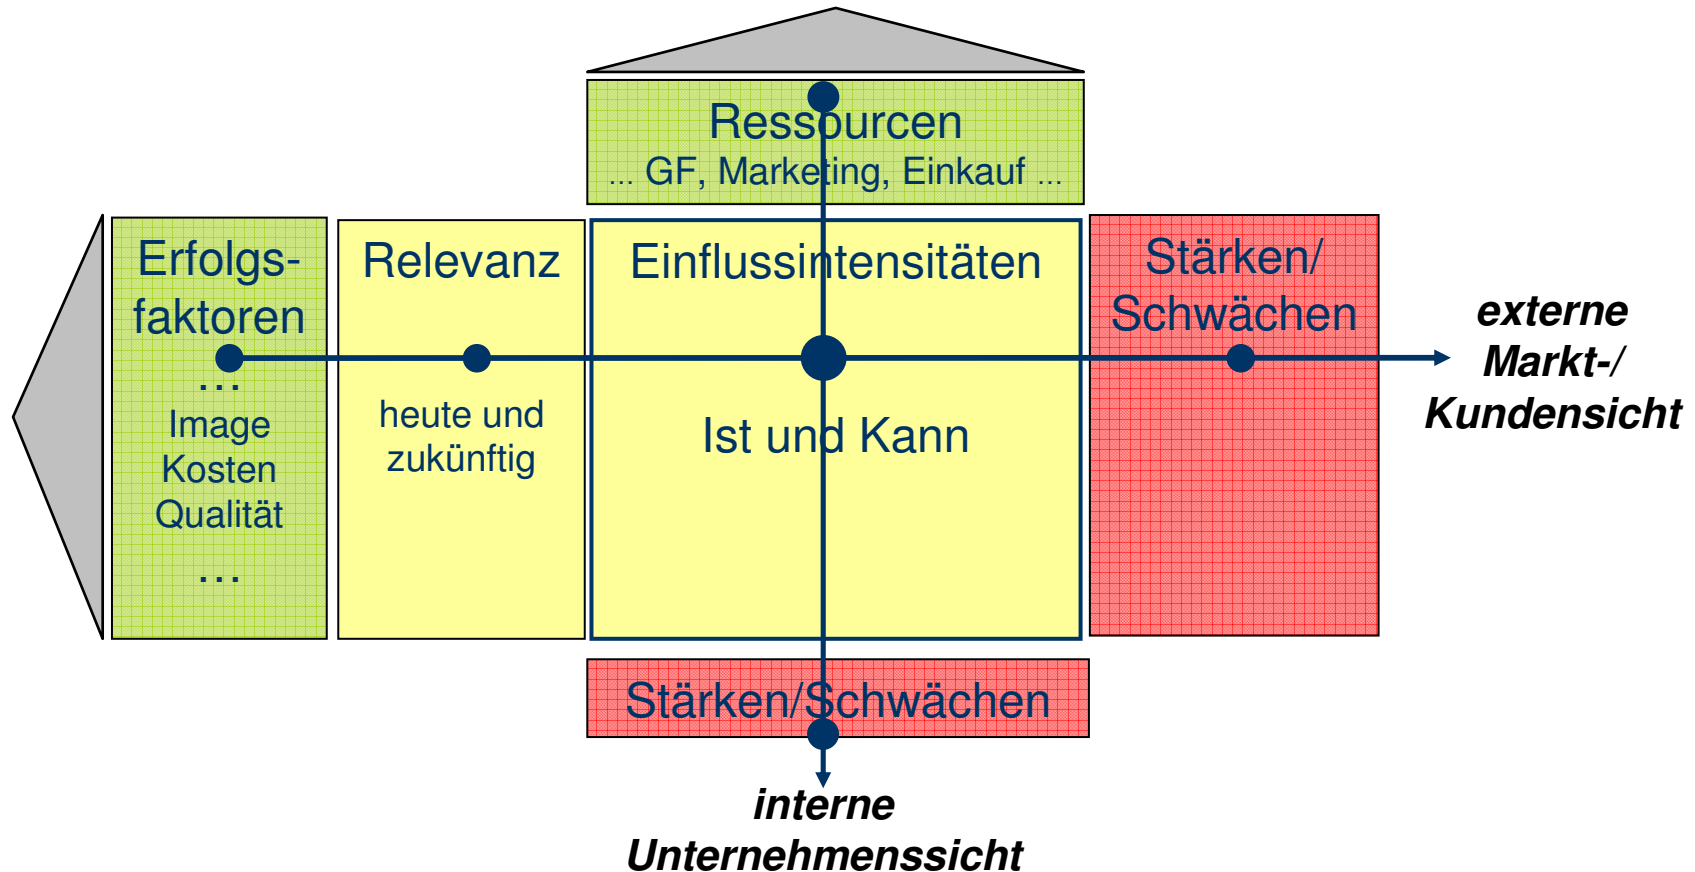 Ressourcen
... GF, Marketing, Einkauf ...
Erfolgs-
faktoren
...
Image
Kosten
Qualität
...
Relevanz
heute und
zukünftig
Einflussintensitäten
Ist und Kann
Stärken/
Schwächen
externe
Markt-/
Kundensicht
Stärken/Schwächen
interne
Unternehmenssicht